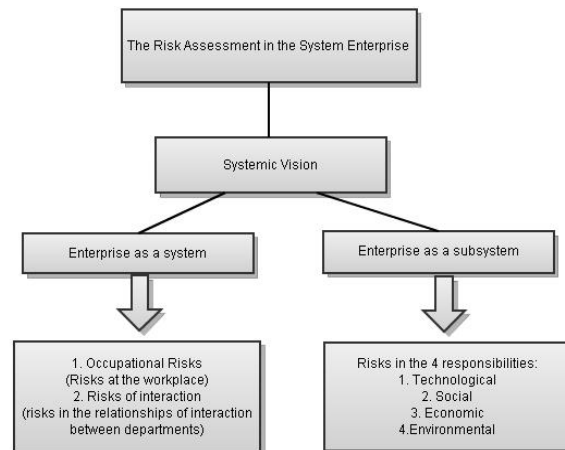 The Risk Assessment in the System Enterprise
Systemic Vision
Enterprise as a system
Enterprise as a subsystem
1. Occupational Risks
(Risks at the workplace)
2. Risks of interaction
(risks in the relationships of interaction
between departments)
Risks in the 4 responsibilities:
1. Technological
2. Social
3. Economic
4.Environmental